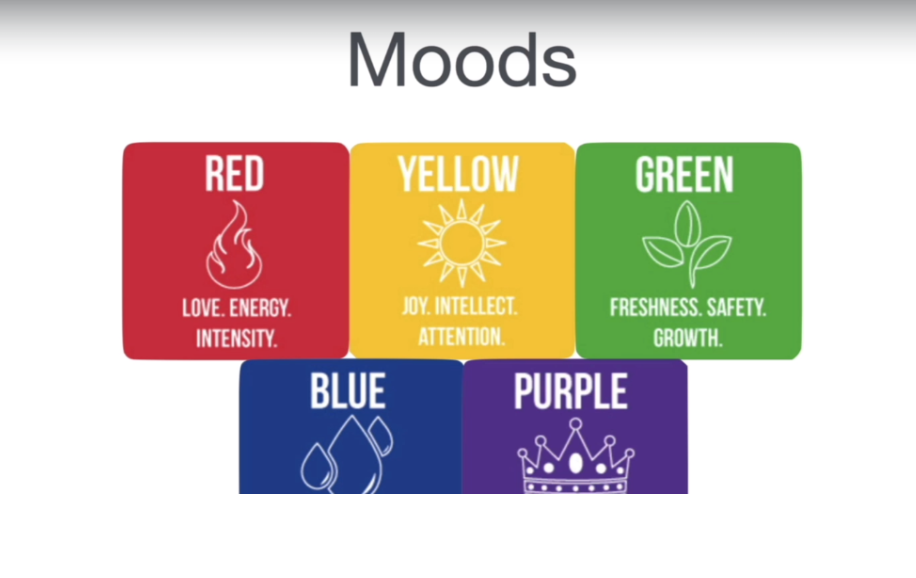 Moods
RED
LOVE. ENERGY.
INTENSITY.
YELLOW
JOY. INTELLECT.
ATTENTION.
GREEN
FRESHNESS. SAFETY.
GROWTH.
BLUE
PURPLE